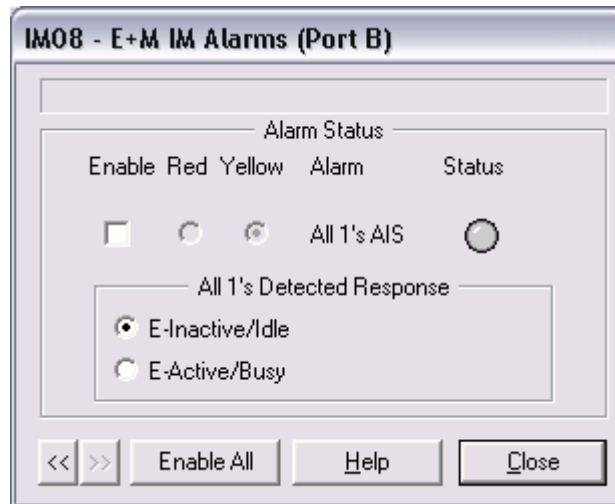 IM08 - E+M IM Alarms (Port B)
Alarm Status
Enable Red Yellow Alarm Status
All 1's AIS
All 1's Detected Response
E-Inactive/Idle
E-Active/Busy
<< >> Enable All Help Close